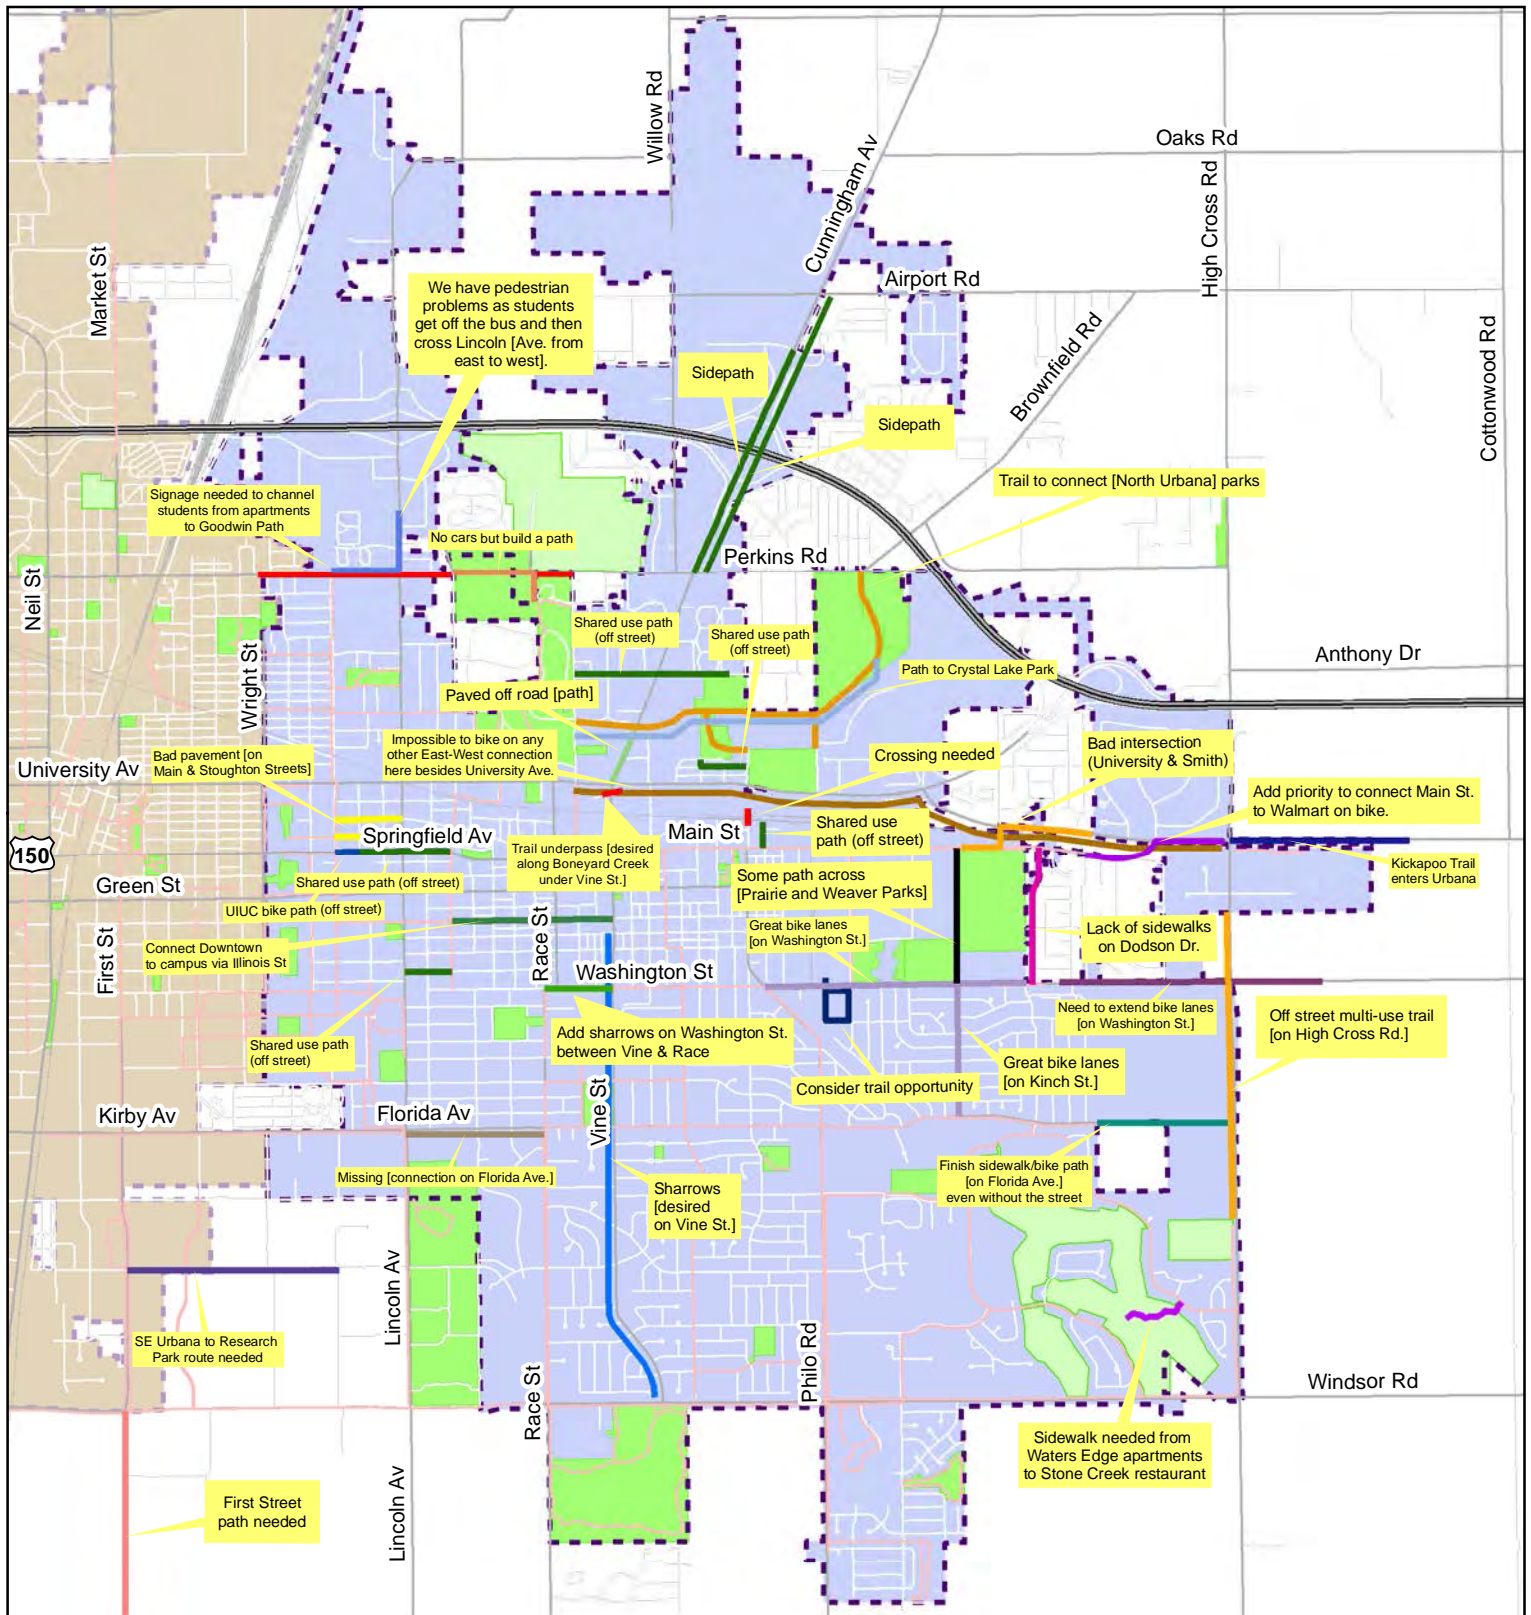 Oaks Rd
Willow Rd
Cunningham Av
High Cross Rd
Market St
Airport Rd
We have pedestrian
problems as students
get off the bus and then
cross Lincoln [Ave. from
east to west].
Brownfield Rd
Cottonwood Rd
Sidepath
Sidepath
Trail to connect [North Urbana] parks
Signage needed to channel
students from apartments
to Goodwin Path
No cars but build a path
Perkins Rd
Neil St
Wright St
Shared use path
(off street)
Shared use path
(off street)
Anthony Dr
Path to Crystal Lake Park
Paved off road [path]
Impossible to bike on any
other East-West connection
here besides University Ave.
Bad pavement [on
Main & Stoughton Streets]
University Av
Crossing needed
Bad intersection
(University & Smith)
Add priority to connect Main St.
to Walmart on bike.
Springfield Av
Main St
Shared use
path (off street)
150
Trail underpass [desired
along Boneyard Creek
under Vine St.]
Kickapoo Trail
enters Urbana
Green St
Shared use path (off street)
Some path across
[Prairie and Weaver Parks]
UIUC bike path (off street)
Great bike lanes
[on Washington St.]
Lack of sidewalks
on Dodson Dr.
First St
Race St
Connect Downtown
to campus via Illinois St
Washington St
Need to extend bike lanes
[on Washington St.]
Off street multi-use trail
[on High Cross Rd.]
Shared use path
(off street)
Add sharrows on Washington St.
between Vine & Race
Great bike lanes
[on Kinch St.]
Consider trail opportunity
Kirby Av
Florida Av
Vine St
Missing [connection on Florida Ave.]
Finish sidewalk/bike path
[on Florida Ave.]
even without the street
Sharrows
[desired
on Vine St.]
Lincoln Av
SE Urbana to Research
Park route needed
Race St
Philo Rd
Windsor Rd
Sidewalk needed from
Waters Edge apartments
to Stone Creek restaurant
First Street
path needed
Lincoln Av